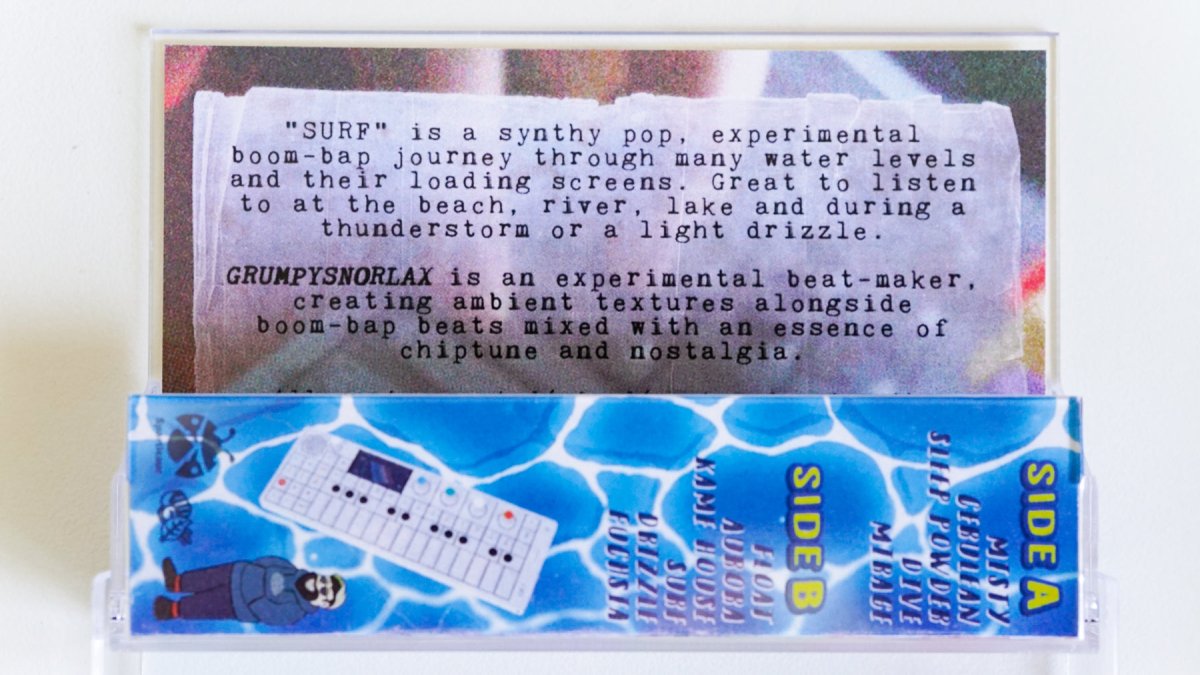 "SURF" is a synthy pop, experimental
boom-bap journey through many water levels
and their loading screens. Great to listen
to at the beach, river, lake and during a
thunderstorm or a light drizzle.
GRUMPYSNORLAX is an experimental beat-maker,
creating ambient textures alongside
boom-bap beats mixed with an essence of
chiptune and nostalgia.
SIDE A
MISTY
CERULEAN
SLEEP POWDER
DIVE
MIRAGE
SIDE B
FLOAT
AURORA
KAME HOUSE
SURF
DRIZZLE
FUCHSIA